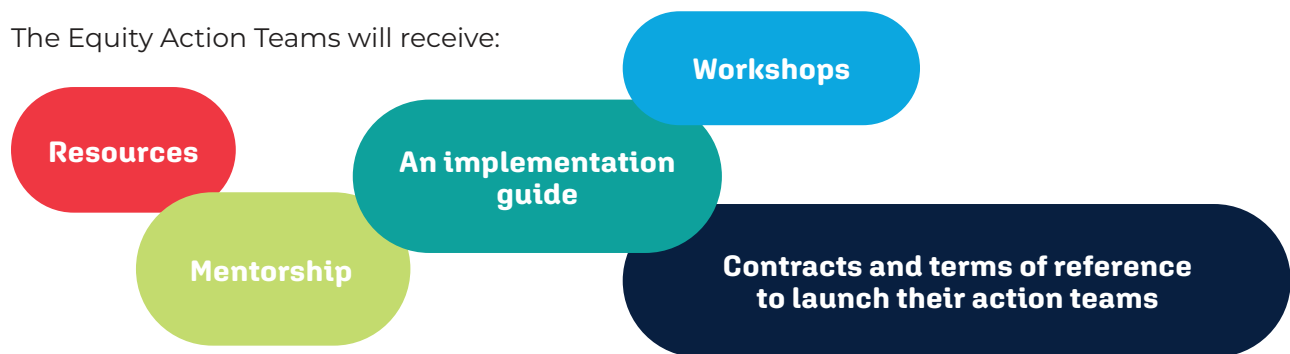 The Equity Action Teams will receive:
Workshops
Resources
An implementation
guide
Mentorship
Contracts and terms of reference
to launch their action teams